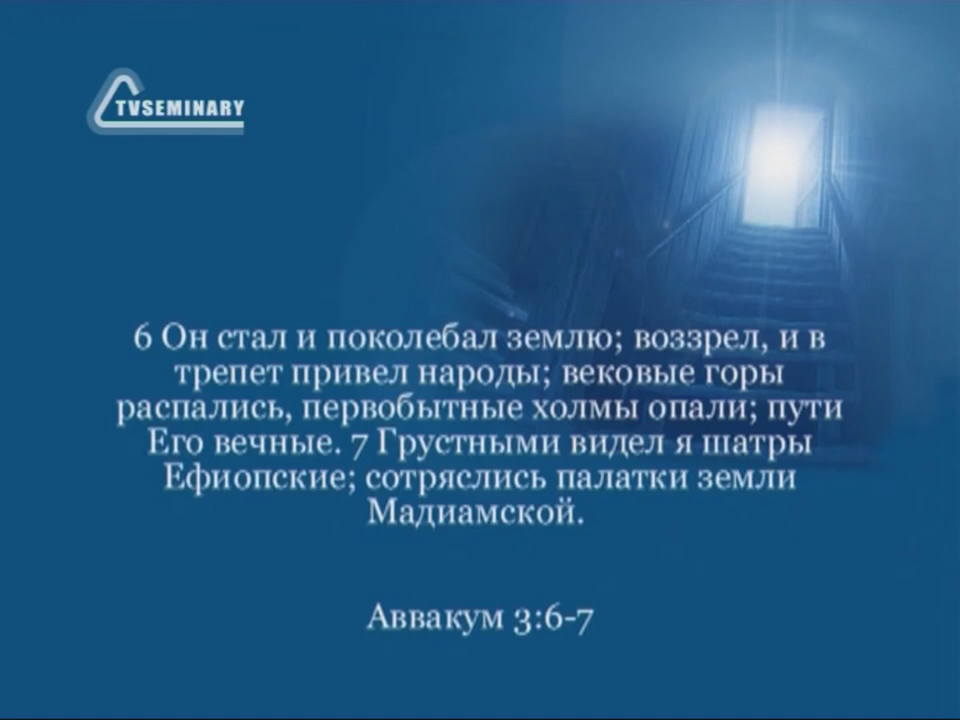 TVSEMINARY
6 Он стал и поколебал землю; воззрел, и в
трепет привел народы; вековые горы
распались, первобытные холмы опали; пути
Его вечные. 7 Грустными видел я шатры
Ефиопские; сотряслись палатки земли
Мадиамской.
Аввакум 3:6-7